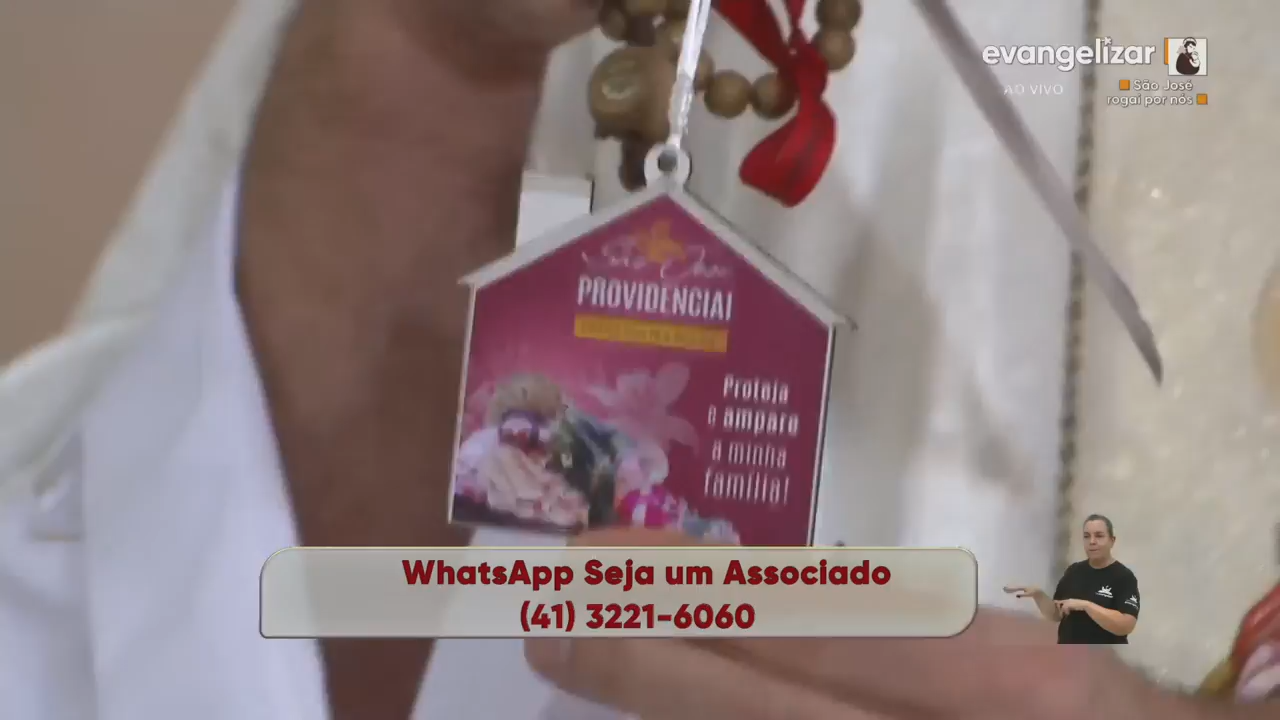 evangelizar
AO VIVO
São José
rogai por nós
PROVIDENCIAI
Proteja
e ampare
a minha
família!
WhatsApp Seja um Associado
(41) 3221-6060